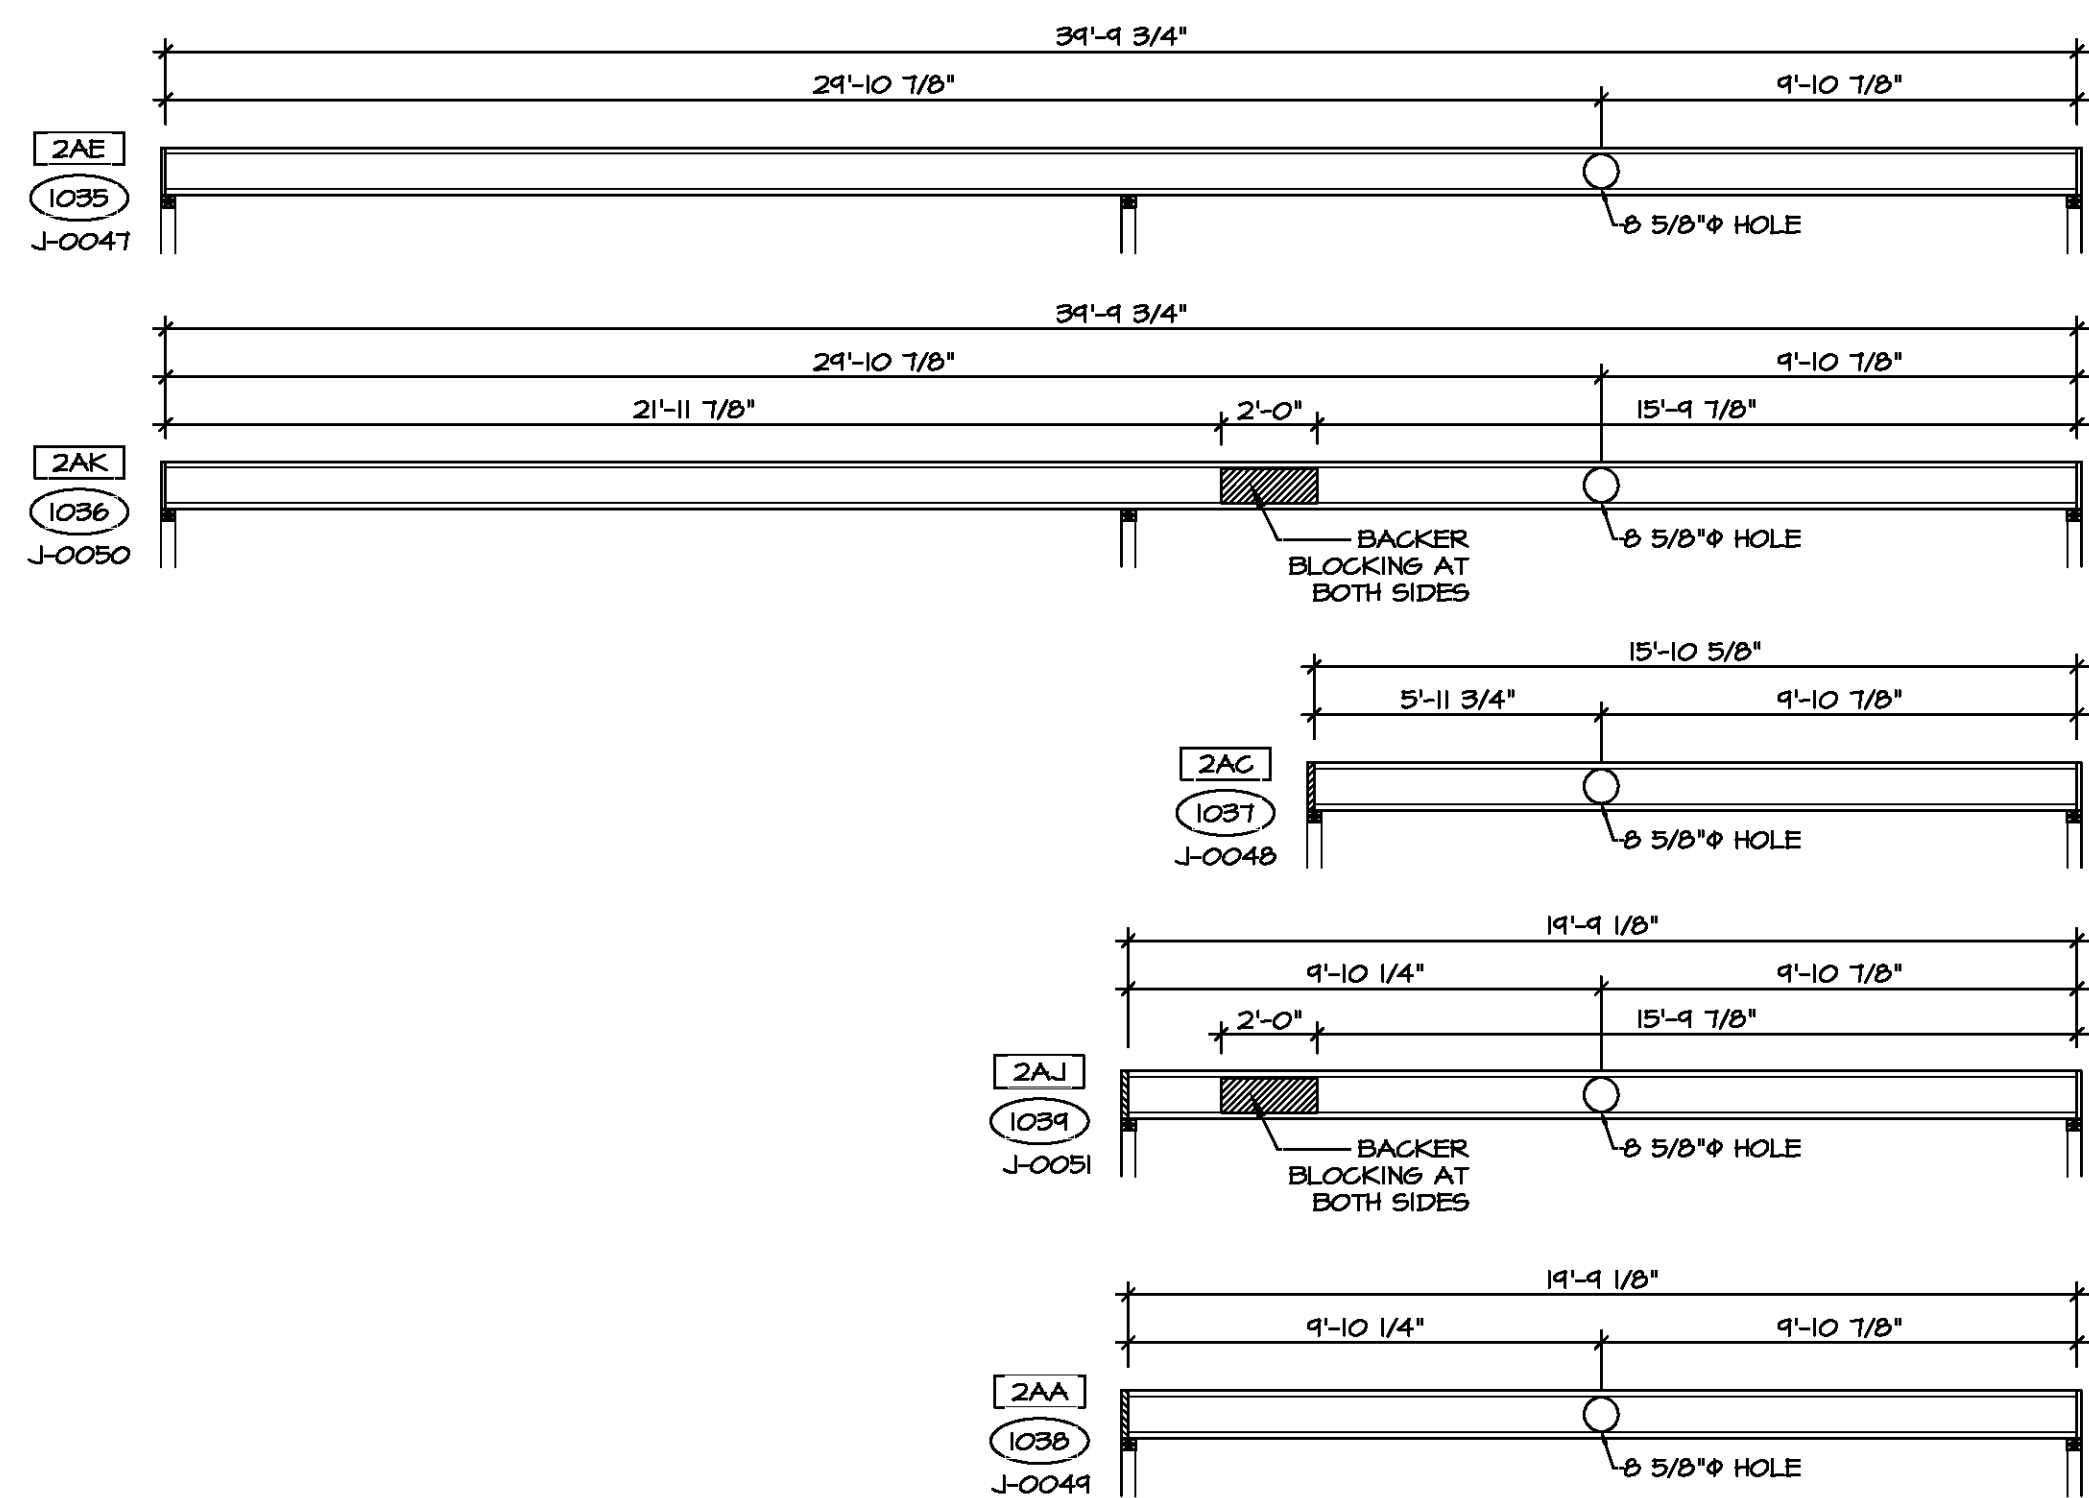 39'-9 3/4"
29'-10 7/8" 9'-10 7/8"
2AE
1035
J-0047
8 5/8"Φ HOLE
39'-9 3/4"
29'-10 7/8" 9'-10 7/8"
21'-11 7/8" 2'-0" 15'-9 7/8"
2AK
1036
J-0050
BACKER
BLOCKING AT
BOTH SIDES
8 5/8"Φ HOLE
15'-10 5/8"
5'-11 3/4" 9'-10 7/8"
2AC
1037
J-0048
8 5/8"Φ HOLE
19'-9 1/8"
9'-10 1/4" 9'-10 7/8"
2'-0" 15'-9 7/8"
2AJ
1039
J-0051
BACKER
BLOCKING AT
BOTH SIDES
8 5/8"Φ HOLE
19'-9 1/8"
9'-10 1/4" 9'-10 7/8"
2AA
1038
J-0049
8 5/8"Φ HOLE